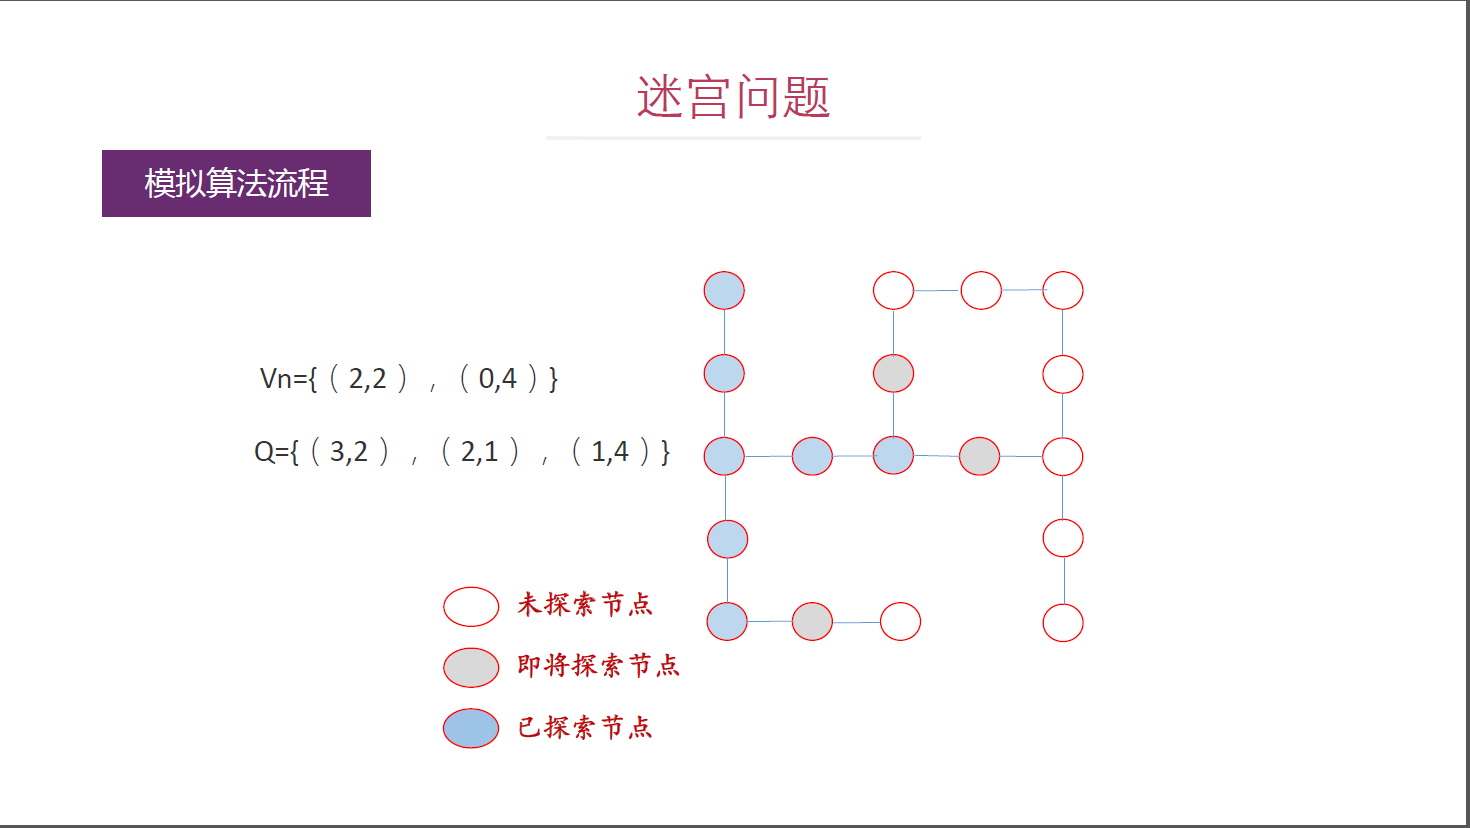 迷宫问题
模拟算法流程
Vn={（2,2），（0,4）}
Q={（3,2），（2,1），（1,4）}
未探索节点
即将探索节点
已探索节点